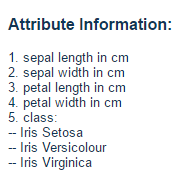 Attribute Information:
1. sepal length in cm
2. sepal width in cm
3. petal length in cm
4. petal width in cm
5. class:
-- Iris Setosa
-- Iris Versicolour
-- Iris Virginica